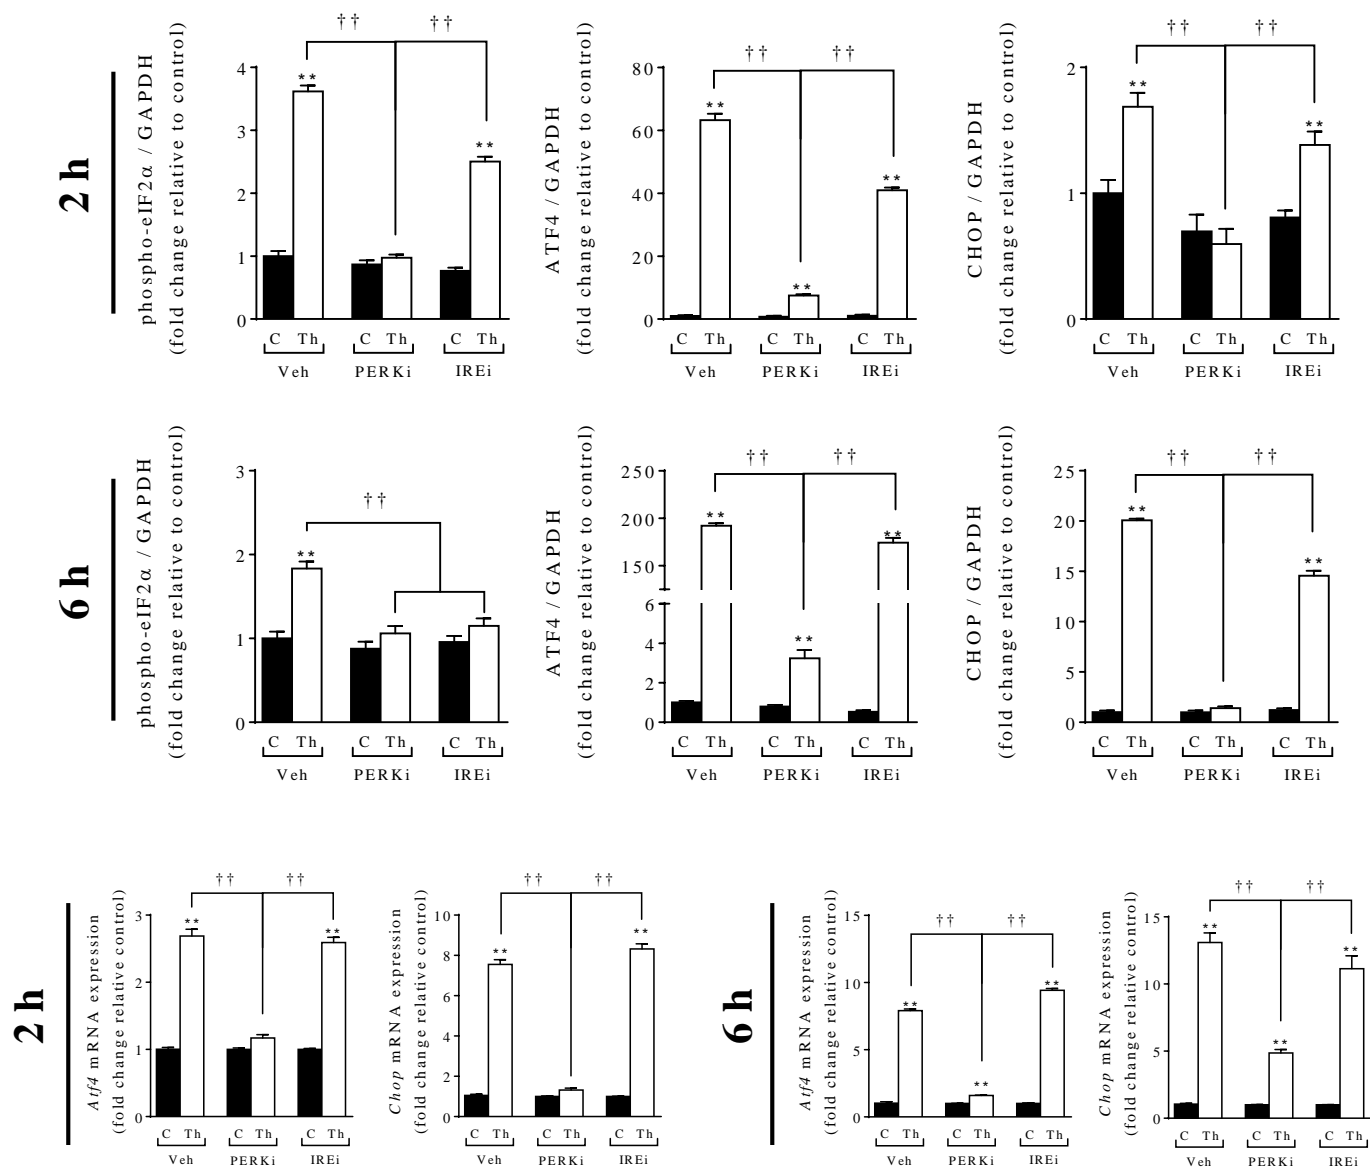 2 h
phospho-eIF2α / GAPDH
(fold change relative to control)
4
3
2
1
0
††
††
**
**
C Th C Th C Th
Veh PERKi IREi
ATF4 / GAPDH
(fold change relative to control)
80
60
40
20
0
††
††
**
**
**
C Th C Th C Th
Veh PERKi IREi
CHOP / GAPDH
(fold change relative to control)
2
1
0
††
††
**
**
C Th C Th C Th
Veh PERKi IREi
6 h
phospho-eIF2α / GAPDH
(fold change relative to control)
3
2
1
0
††
**
C Th C Th C Th
Veh PERKi IREi
ATF4 / GAPDH
(fold change relative to control)
250
200
150
6
4
2
0
††
††
**
**
**
C Th C Th C Th
Veh PERKi IREi
CHOP / GAPDH
(fold change relative to control)
25
20
15
10
5
0
††
††
**
**
C Th C Th C Th
Veh PERKi IREi
2 h
Atf4 mRNA expression
(fold change relative control)
3
2
1
0
††
††
**
**
C Th C Th C Th
Veh PERKi IREi
Chop mRNA expression
(fold change relative control)
10
8
6
4
2
0
††
††
**
**
C Th C Th C Th
Veh PERKi IREi
6 h
Atf4 mRNA expression
(fold change relative control)
15
10
5
0
††
††
**
**
**
C Th C Th C Th
Veh PERKi IREi
Chop mRNA expression
(fold change relative control)
15
10
5
0
††
††
**
**
**
C Th C Th C Th
Veh PERKi IREi